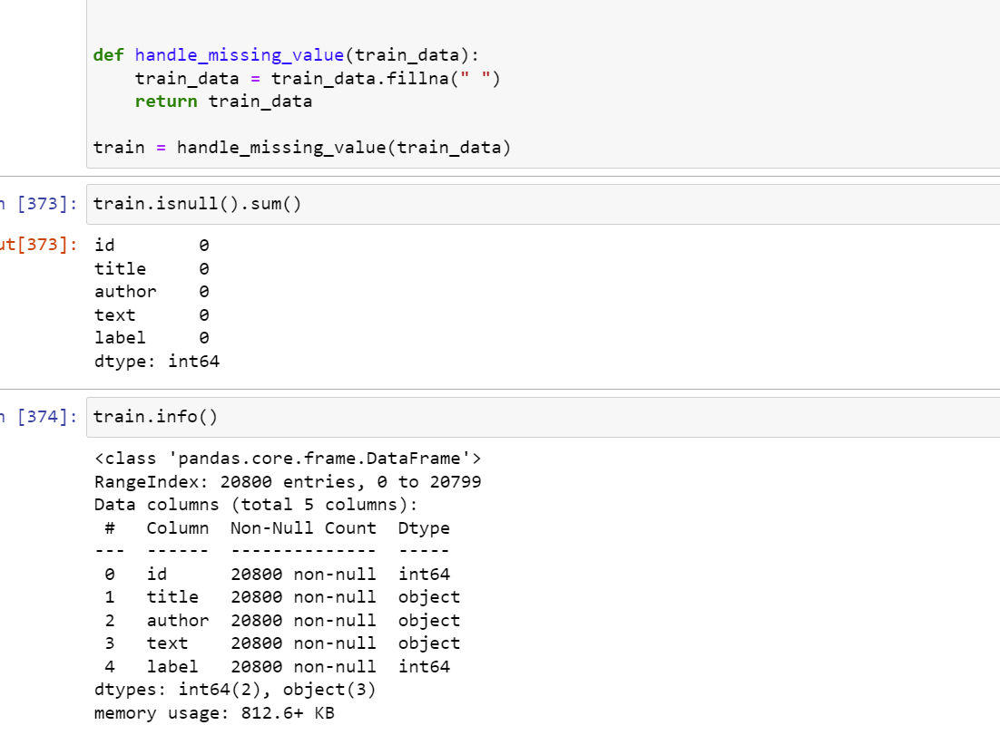 def handle_missing_value(train_data):
    train_data = train_data.fillna(" ")
    return train_data
train = handle_missing_value(train_data)
n [373]: train.isnull().sum()
ut[373]: id        0
title     0
author    0
text      0
label     0
dtype: int64
n [374]: train.info()
<class 'pandas.core.frame.DataFrame'>
RangeIndex: 20800 entries, 0 to 20799
Data columns (total 5 columns):
 #   Column  Non-Null Count  Dtype
---  ------  --------------  -----
 0   id      20800 non-null  int64
 1   title   20800 non-null  object
 2   author  20800 non-null  object
 3   text    20800 non-null  object
 4   label   20800 non-null  int64
dtypes: int64(2), object(3)
memory usage: 812.6+ KB